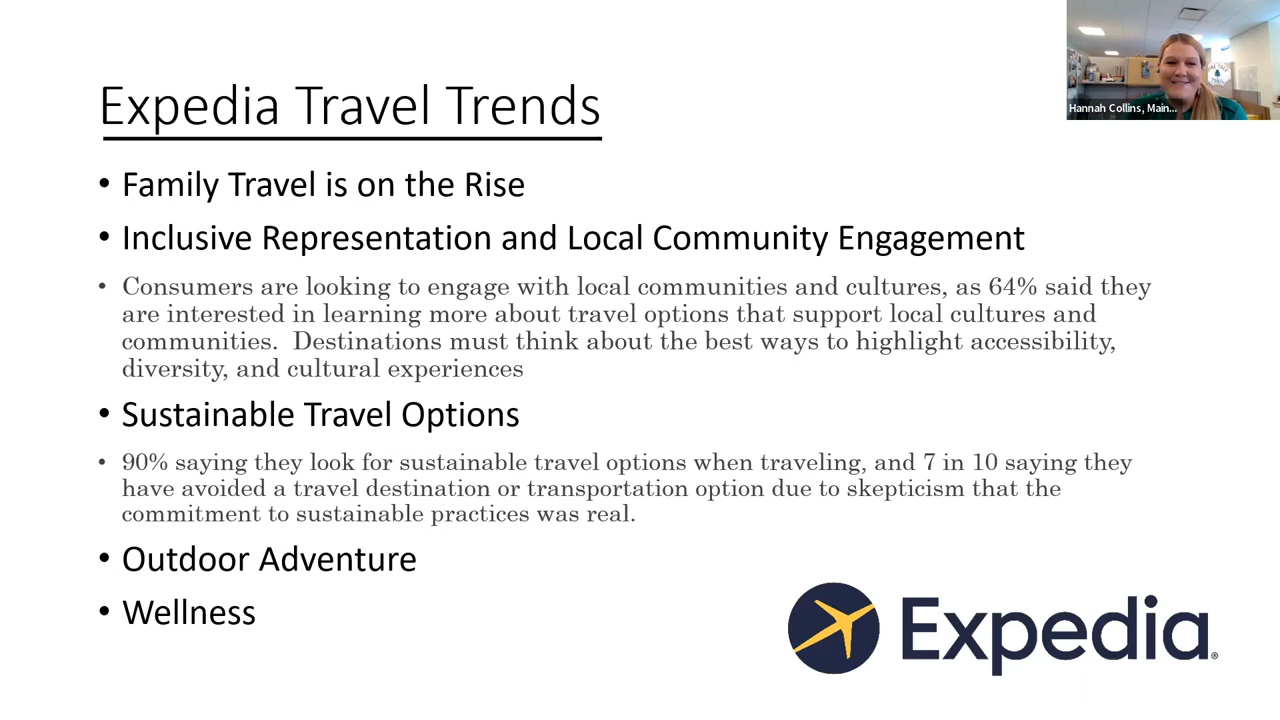 Expedia Travel Trends
Hannah Collins, Main...
• Family Travel is on the Rise
• Inclusive Representation and Local Community Engagement
• Consumers are looking to engage with local communities and cultures, as 64% said they
are interested in learning more about travel options that support local cultures and
communities.  Destinations must think about the best ways to highlight accessibility,
diversity, and cultural experiences
• Sustainable Travel Options
• 90% saying they look for sustainable travel options when traveling, and 7 in 10 saying they
have avoided a travel destination or transportation option due to skepticism that the
commitment to sustainable practices was real.
• Outdoor Adventure
• Wellness
Expedia®